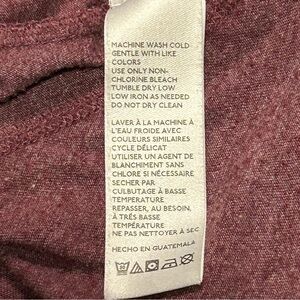 MACHINE WASH COLD
GENTLE WITH LIKE
COLORS
USE ONLY NON-
CHLORINE BLEACH
TUMBLE DRY LOW
LOW IRON AS NEEDED
DO NOT DRY CLEAN
LAVER À LA MACHINE À
L'EAU FROIDE AVEC
COULEURS SIMILAIRES
CYCLE DÉLICAT
UTILISER UN AGENT DE
BLANCHIMENT SANS
CHLORE SI NÉCESSAIRE
SECHER PAR
CULBUTAGE À BASSE
TEMPERATURE
REPASSER, AU BESOIN,
À TRÈS BASSE
TEMPÉRATURE
NE PAS NETTOYER À SEC
HECHO EN GUATEMALA